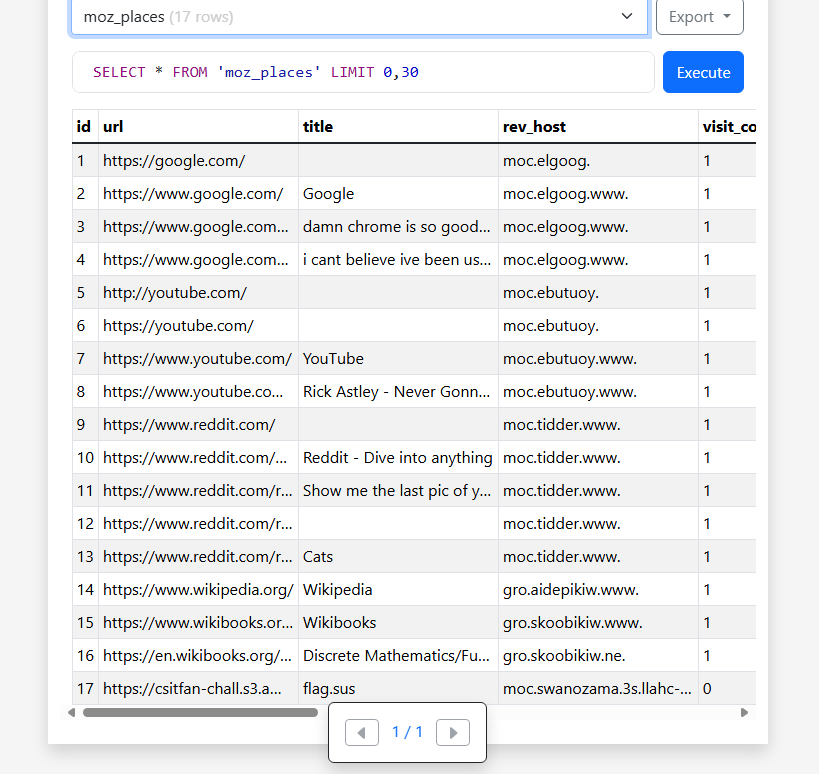 moz_places (17 rows) Export
SELECT * FROM 'moz_places' LIMIT 0,30 Execute
id url title rev_host visit_co
1 https://google.com/ moc.elgoog. 1
2 https://www.google.com/ Google moc.elgoog.www. 1
3 https://www.google.com... damn chrome is so good... moc.elgoog.www. 1
4 https://www.google.com... i cant believe ive been us... moc.elgoog.www. 1
5 http://youtube.com/ moc.ebutuoy. 1
6 https://youtube.com/ moc.ebutuoy. 1
7 https://www.youtube.com/ YouTube moc.ebutuoy.www. 1
8 https://www.youtube.co... Rick Astley - Never Gonn... moc.ebutuoy.www. 1
9 https://www.reddit.com/ moc.tidder.www. 1
10 https://www.reddit.com/... Reddit - Dive into anything moc.tidder.www. 1
11 https://www.reddit.com/r... Show me the last pic of y... moc.tidder.www. 1
12 https://www.reddit.com/r... moc.tidder.www. 1
13 https://www.reddit.com/r... Cats moc.tidder.www. 1
14 https://www.wikipedia.org/ Wikipedia gro.aidepikiw.www. 1
15 https://www.wikibooks.or... Wikibooks gro.skoobikiw.www. 1
16 https://en.wikibooks.org/... Discrete Mathematics/Fu... gro.skoobikiw.ne. 1
17 https://csitfan-chall.s3.a... flag.sus moc.swanozama.3s.llahc-... 0
1 / 1